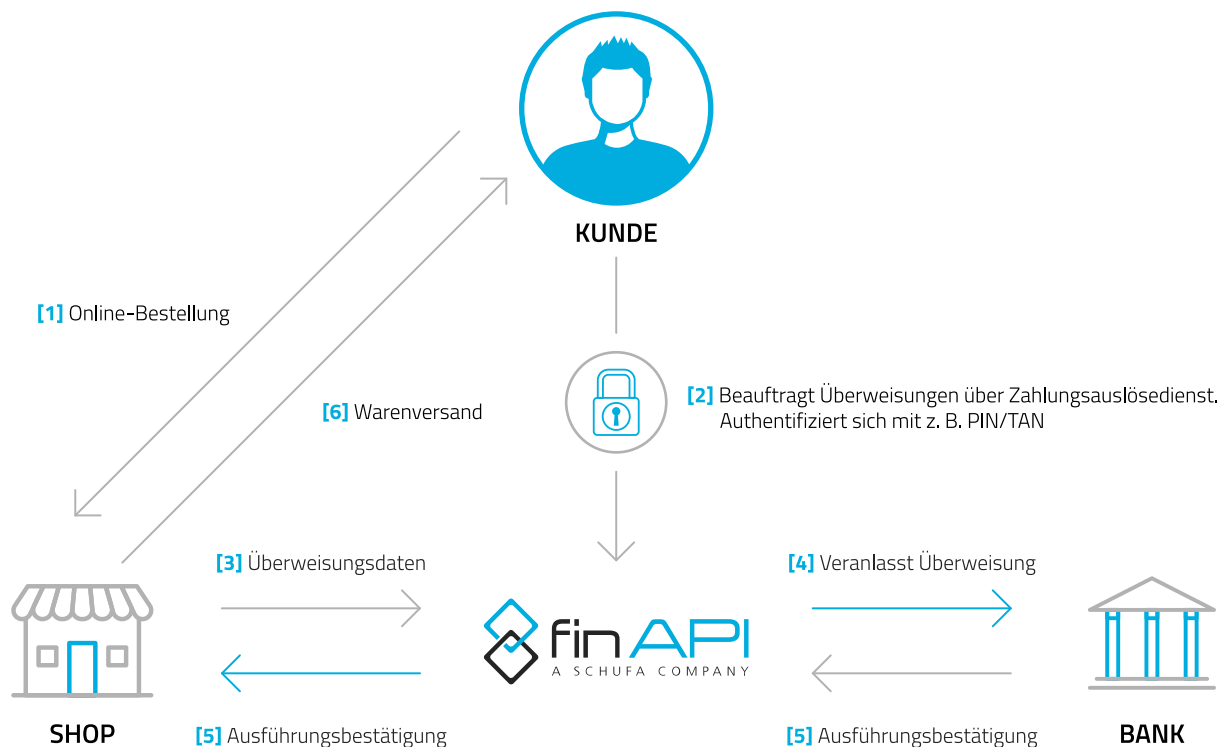 KUNDE
[1] Online-Bestellung
[6] Warenversand
[2] Beauftragt Überweisungen über Zahlungsauslösedienst.
Authentifiziert sich mit z. B. PIN/TAN
[3] Überweisungsdaten
[4] Veranlasst Überweisung
finAPI
A SCHUFA COMPANY
SHOP
[5] Ausführungsbestätigung
[5] Ausführungsbestätigung
BANK